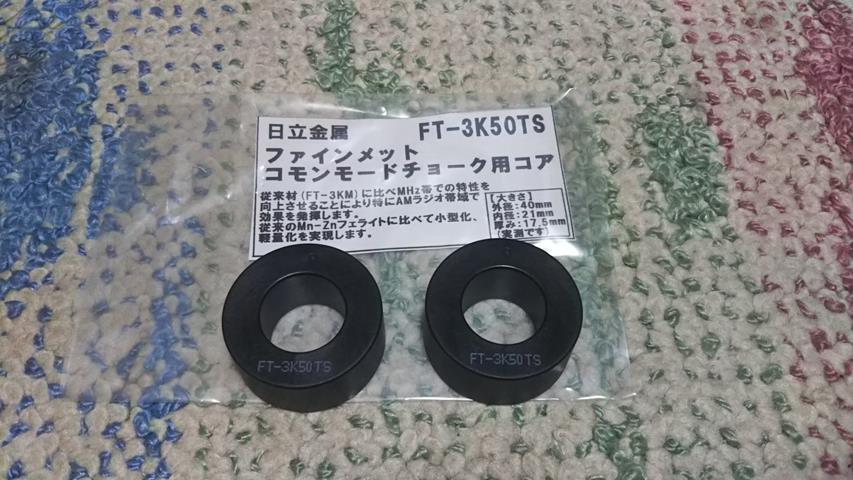 日立金属 FT-3K50TS
ファインメット
コモンモードチョーク用コア
従来材(FT-3KM)に比べMHz帯での特性を
向上させることにより特にAMラジオ帯域で
効果を発揮します。
従来のMn-Znフェライトに比べて小型化、
軽量化を実現します。
【大きさ】
外径:40mm
内径:21mm
厚み:17.5mm
(実測です)
FT-3K50TS
FT-3K50TS